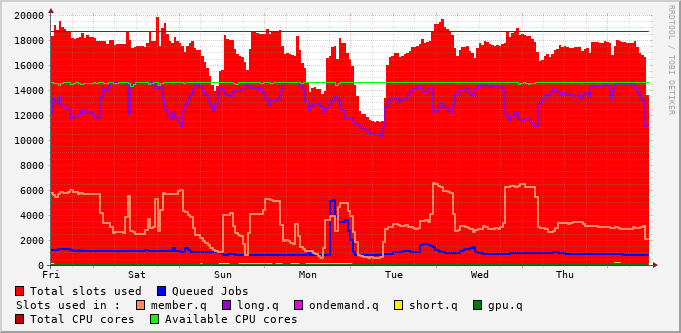 20000
18000
16000
14000
12000
10000
8000
6000
4000
2000
0
Fri Sat Sun Mon Tue Wed Thu
Total slots used Queued Jobs
Slots used in : member.q long.q ondemand.q short.q gpu.q
Total CPU cores Available CPU cores
RRDTOOL / TOBI OETIKER